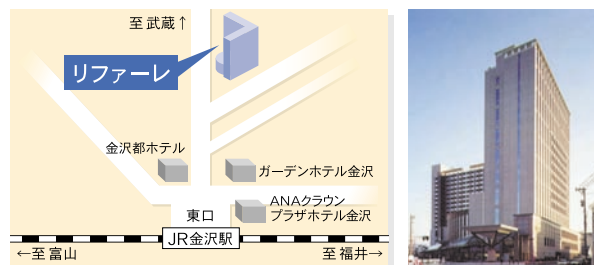 至 武蔵↑
リファーレ
金沢都ホテル
ガーデンホテル金沢
ANAクラウン
プラザホテル金沢
東口
JR金沢駅
←至 富山
至 福井→